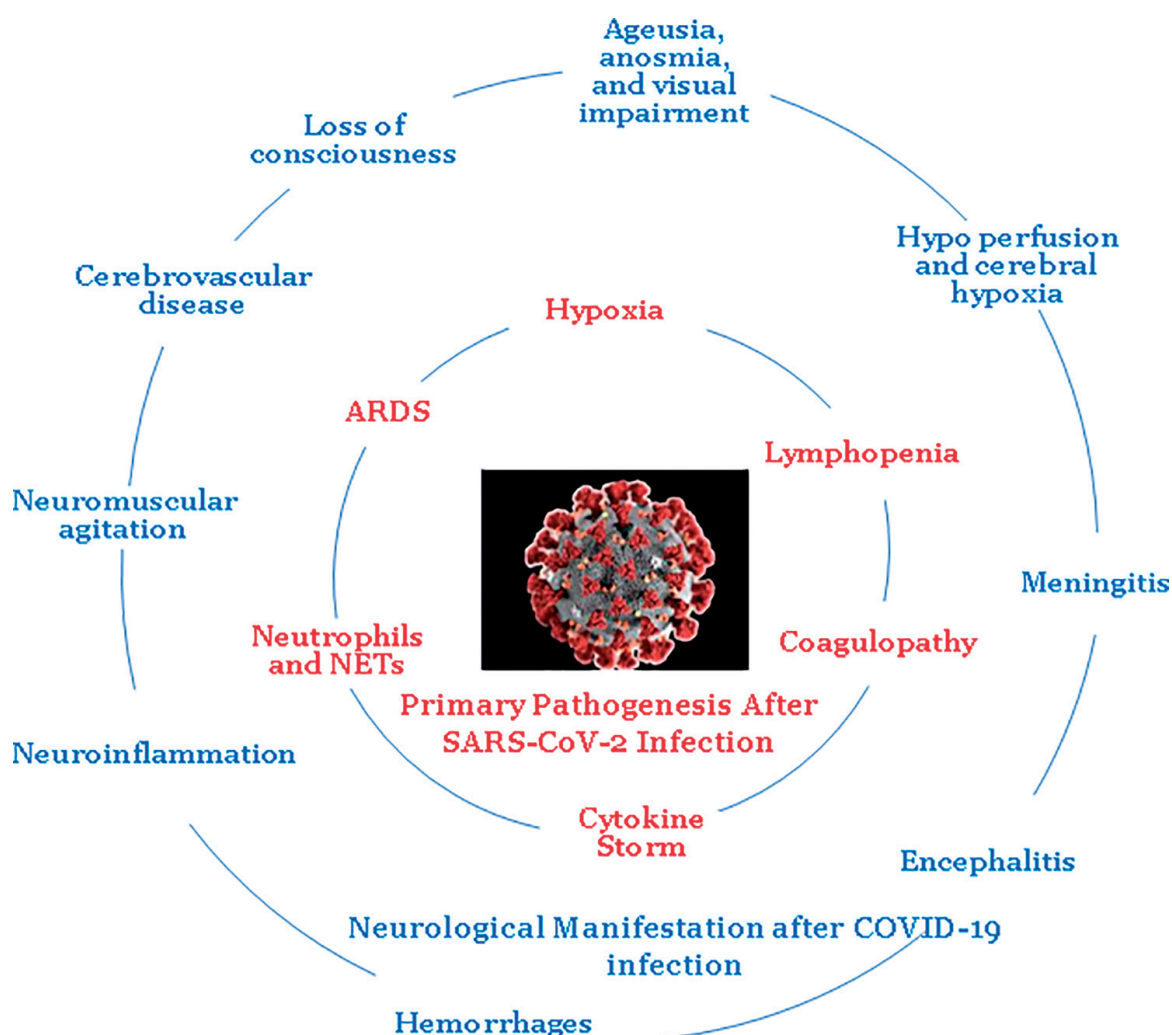 Ageusia,
anosmia,
and visual
impairment
Loss of
consciousness
Hypo perfusion
and cerebral
hypoxia
Cerebrovascular
disease
Hypoxia
ARDS
Lymphopenia
Neuromuscular
agitation
Meningitis
Neutrophils
and NETs
Coagulopathy
Primary Pathogenesis After
SARS-CoV-2 Infection
Neuroinflammation
Cytokine
Storm
Encephalitis
Neurological Manifestation after COVID-19
infection
Hemorrhages